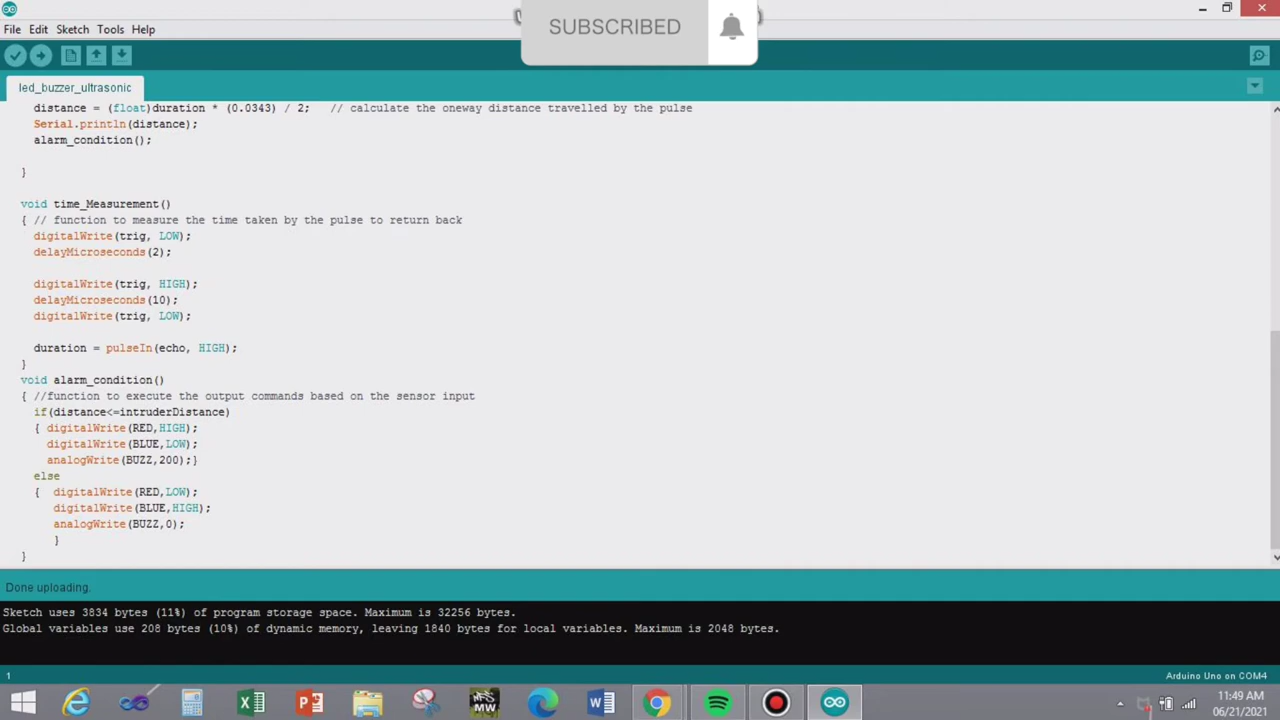 SUBSCRIBED
File Edit Sketch Tools Help
led_buzzer_ultrasonic
distance = (float)duration * (0.0343) / 2; // calculate the oneway distance travelled by the pulse
Serial.println(distance);
alarm_condition();
}
void time_Measurement()
{ // function to measure the time taken by the pulse to return back
digitalWrite(trig, LOW);
delayMicroseconds(2);
digitalWrite(trig, HIGH);
delayMicroseconds(10);
digitalWrite(trig, LOW);
duration = pulseIn(echo, HIGH);
}
void alarm_condition()
{ //function to execute the output commands based on the sensor input
if(distance<=intruderDistance)
{ digitalWrite(RED,HIGH);
digitalWrite(BLUE,LOW);
analogWrite(BUZZ,200);}
else
{ digitalWrite(RED,LOW);
digitalWrite(BLUE,HIGH);
analogWrite(BUZZ,0);
}
}
Done uploading.
Sketch uses 3834 bytes (11%) of program storage space. Maximum is 32256 bytes.
Global variables use 208 bytes (10%) of dynamic memory, leaving 1840 bytes for local variables. Maximum is 2048 bytes.
1
Arduino Uno on COM4
MW
11:49 AM
06/21/2021